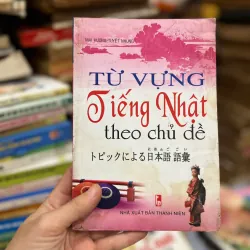 TỪ VỰNG
Tiếng Nhật
theo chủ đề
トピックによる日本語 語彙
NHÀ XUẤT BẢN THANH NIÊN